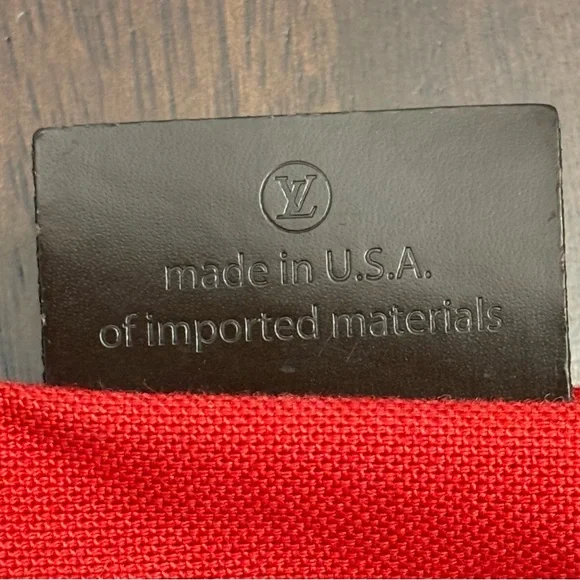 LV
made in U.S.A.
of imported materials